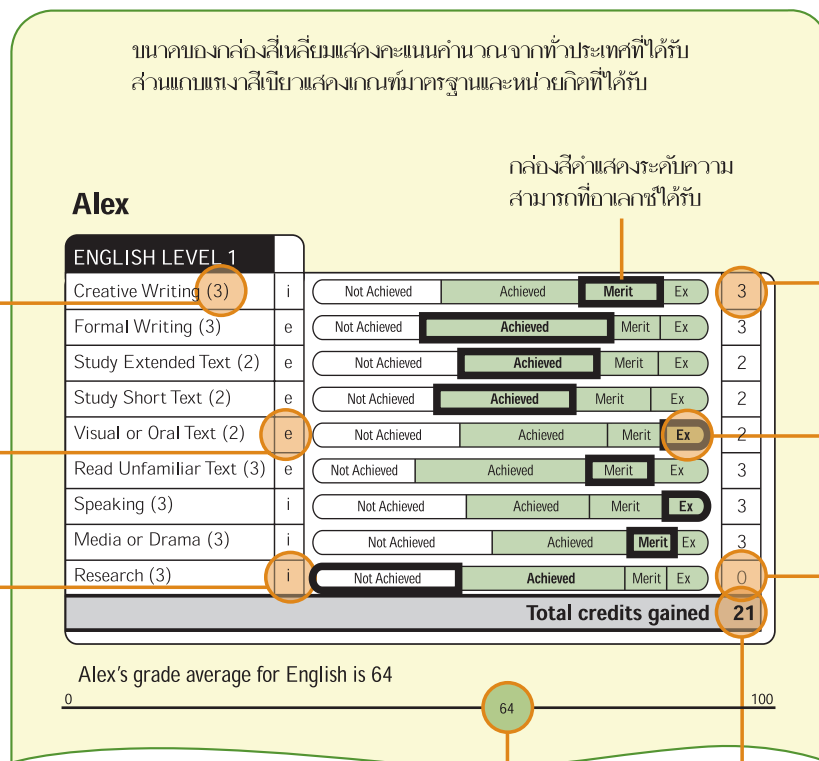 ขนาดของกล่องสี่เหลี่ยมแสดงคะแนนคำนวณจากทั่วประเทศที่ได้รับ
ส่วนแถบแรเงาสีเขียวแสดงเกณฑ์มาตรฐานและหน่วยกิตที่ได้รับ
กล่องสีดำแสดงระดับความ
สามารถที่อาเลกซ์ได้รับ
Alex
ENGLISH LEVEL 1
Creative Writing (3) i Not Achieved Achieved Merit Ex 3
Formal Writing (3) e Not Achieved Achieved Merit Ex 3
Study Extended Text (2) e Not Achieved Achieved Merit Ex 2
Study Short Text (2) e Not Achieved Achieved Merit Ex 2
Visual or Oral Text (2) e Not Achieved Achieved Merit Ex 2
Read Unfamiliar Text (3) e Not Achieved Achieved Merit Ex 3
Speaking (3) i Not Achieved Achieved Merit Ex 3
Media or Drama (3) i Not Achieved Achieved Merit Ex 3
Research (3) i Not Achieved Achieved Merit Ex 0
Total credits gained 21
Alex's grade average for English is 64
0 64 100